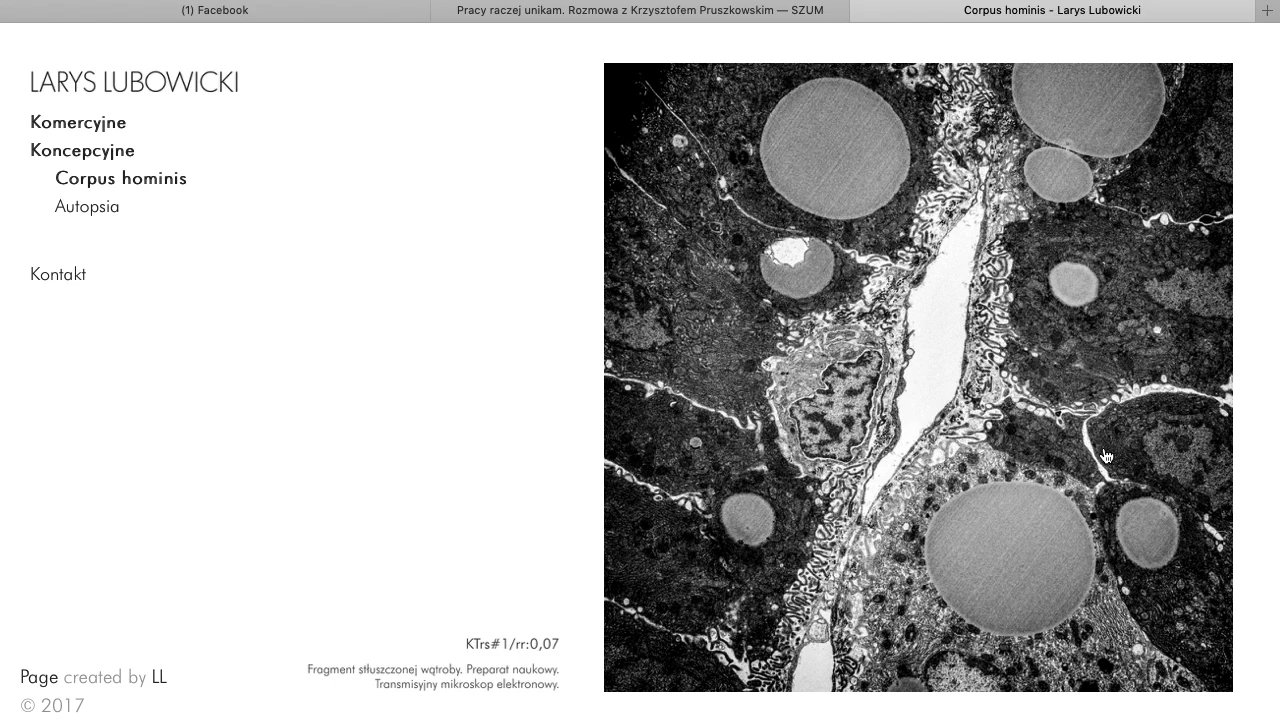 (1) Facebook
Pracy raczej unikam. Rozmowa z Krzysztofem Pruszkowskim — SZUM
Corpus hominis - Larys Lubowicki
LARYS LUBOWICKI
Komercyjne
Koncepcyjne
Corpus hominis
Autopsia
Kontakt
KTrs#1/rr:0,07
Fragment stłuszczonej wątroby. Preparat naukowy.
Transmisyjny mikroskop elektronowy.
Page created by LL
© 2017